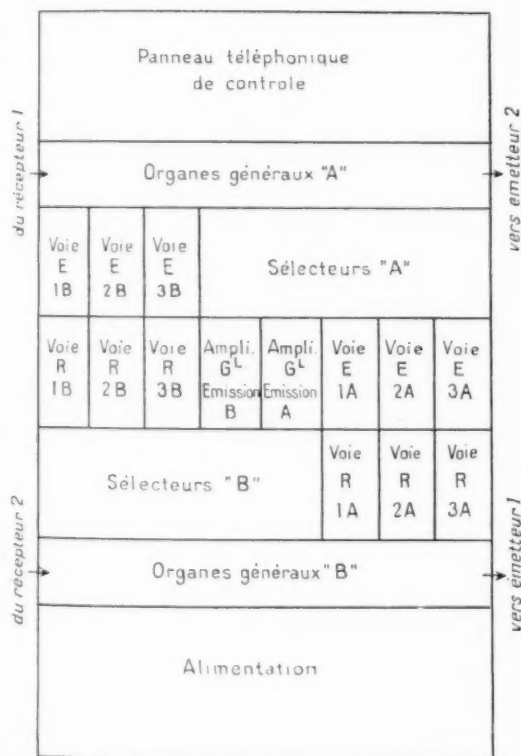 Panneau téléphonique
de controle
du récepteur 1
Organes généraux "A"
vers émetteur 2
Voie
E
1B
Voie
E
2B
Voie
E
3B
Sélecteurs "A"
Voie
R
1B
Voie
R
2B
Voie
R
3B
Ampli.
GL
Emission
B
Ampli.
GL
Emission
A
Voie
E
1A
Voie
E
2A
Voie
E
3A
Sélecteurs "B"
Voie
R
1A
Voie
R
2A
Voie
R
3A
du récepteur 2
Organes généraux "B"
vers émetteur 1
Alimentation